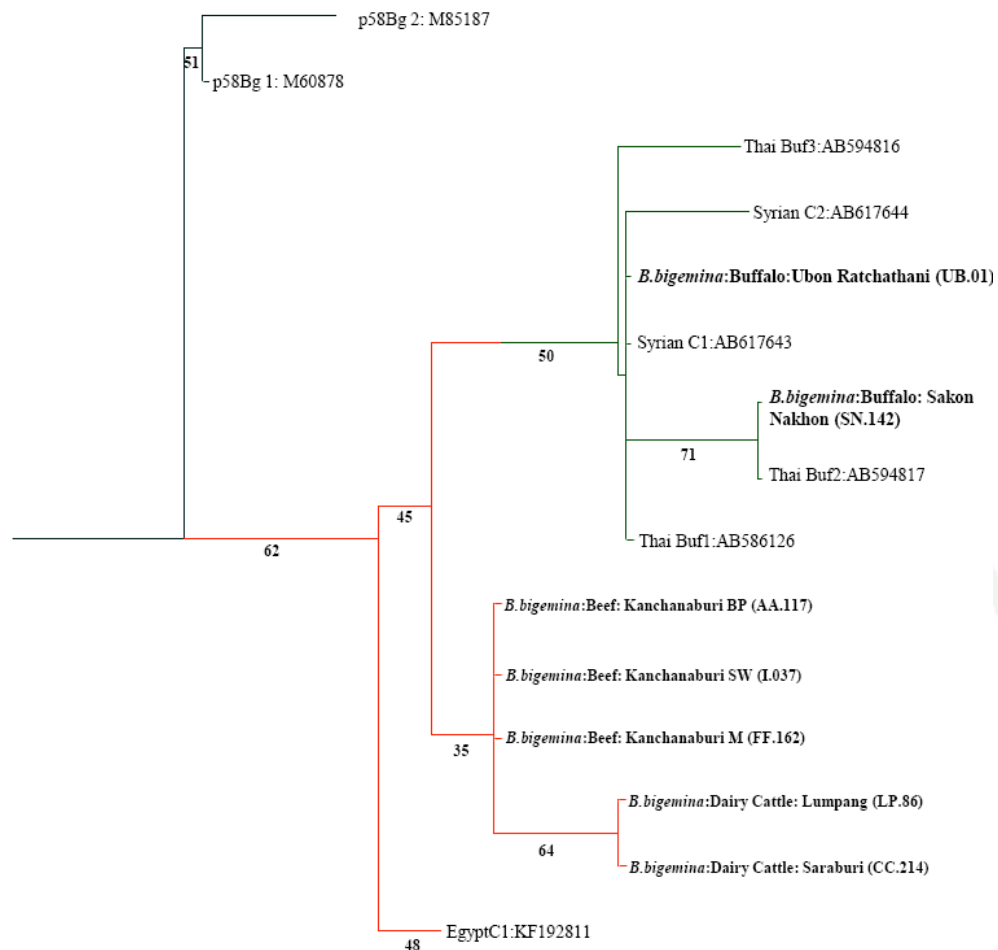 p58Bg 2: M85187
51
p58Bg 1: M60878
Thai Buf3:AB594816
Syrian C2:AB617644
B.bigemina:Buffalo:Ubon Ratchathani (UB.01)
Syrian C1:AB617643
50
B.bigemina:Buffalo: Sakon
Nakhon (SN.142)
71
Thai Buf2:AB594817
45
Thai Buf1:AB586126
62
B.bigemina:Beef: Kanchanaburi BP (AA.117)
B.bigemina:Beef: Kanchanaburi SW (I.037)
B.bigemina:Beef: Kanchanaburi M (FF.162)
35
B.bigemina:Dairy Cattle: Lumpang (LP.86)
64
B.bigemina:Dairy Cattle: Saraburi (CC.214)
EgyptC1:KF192811
48